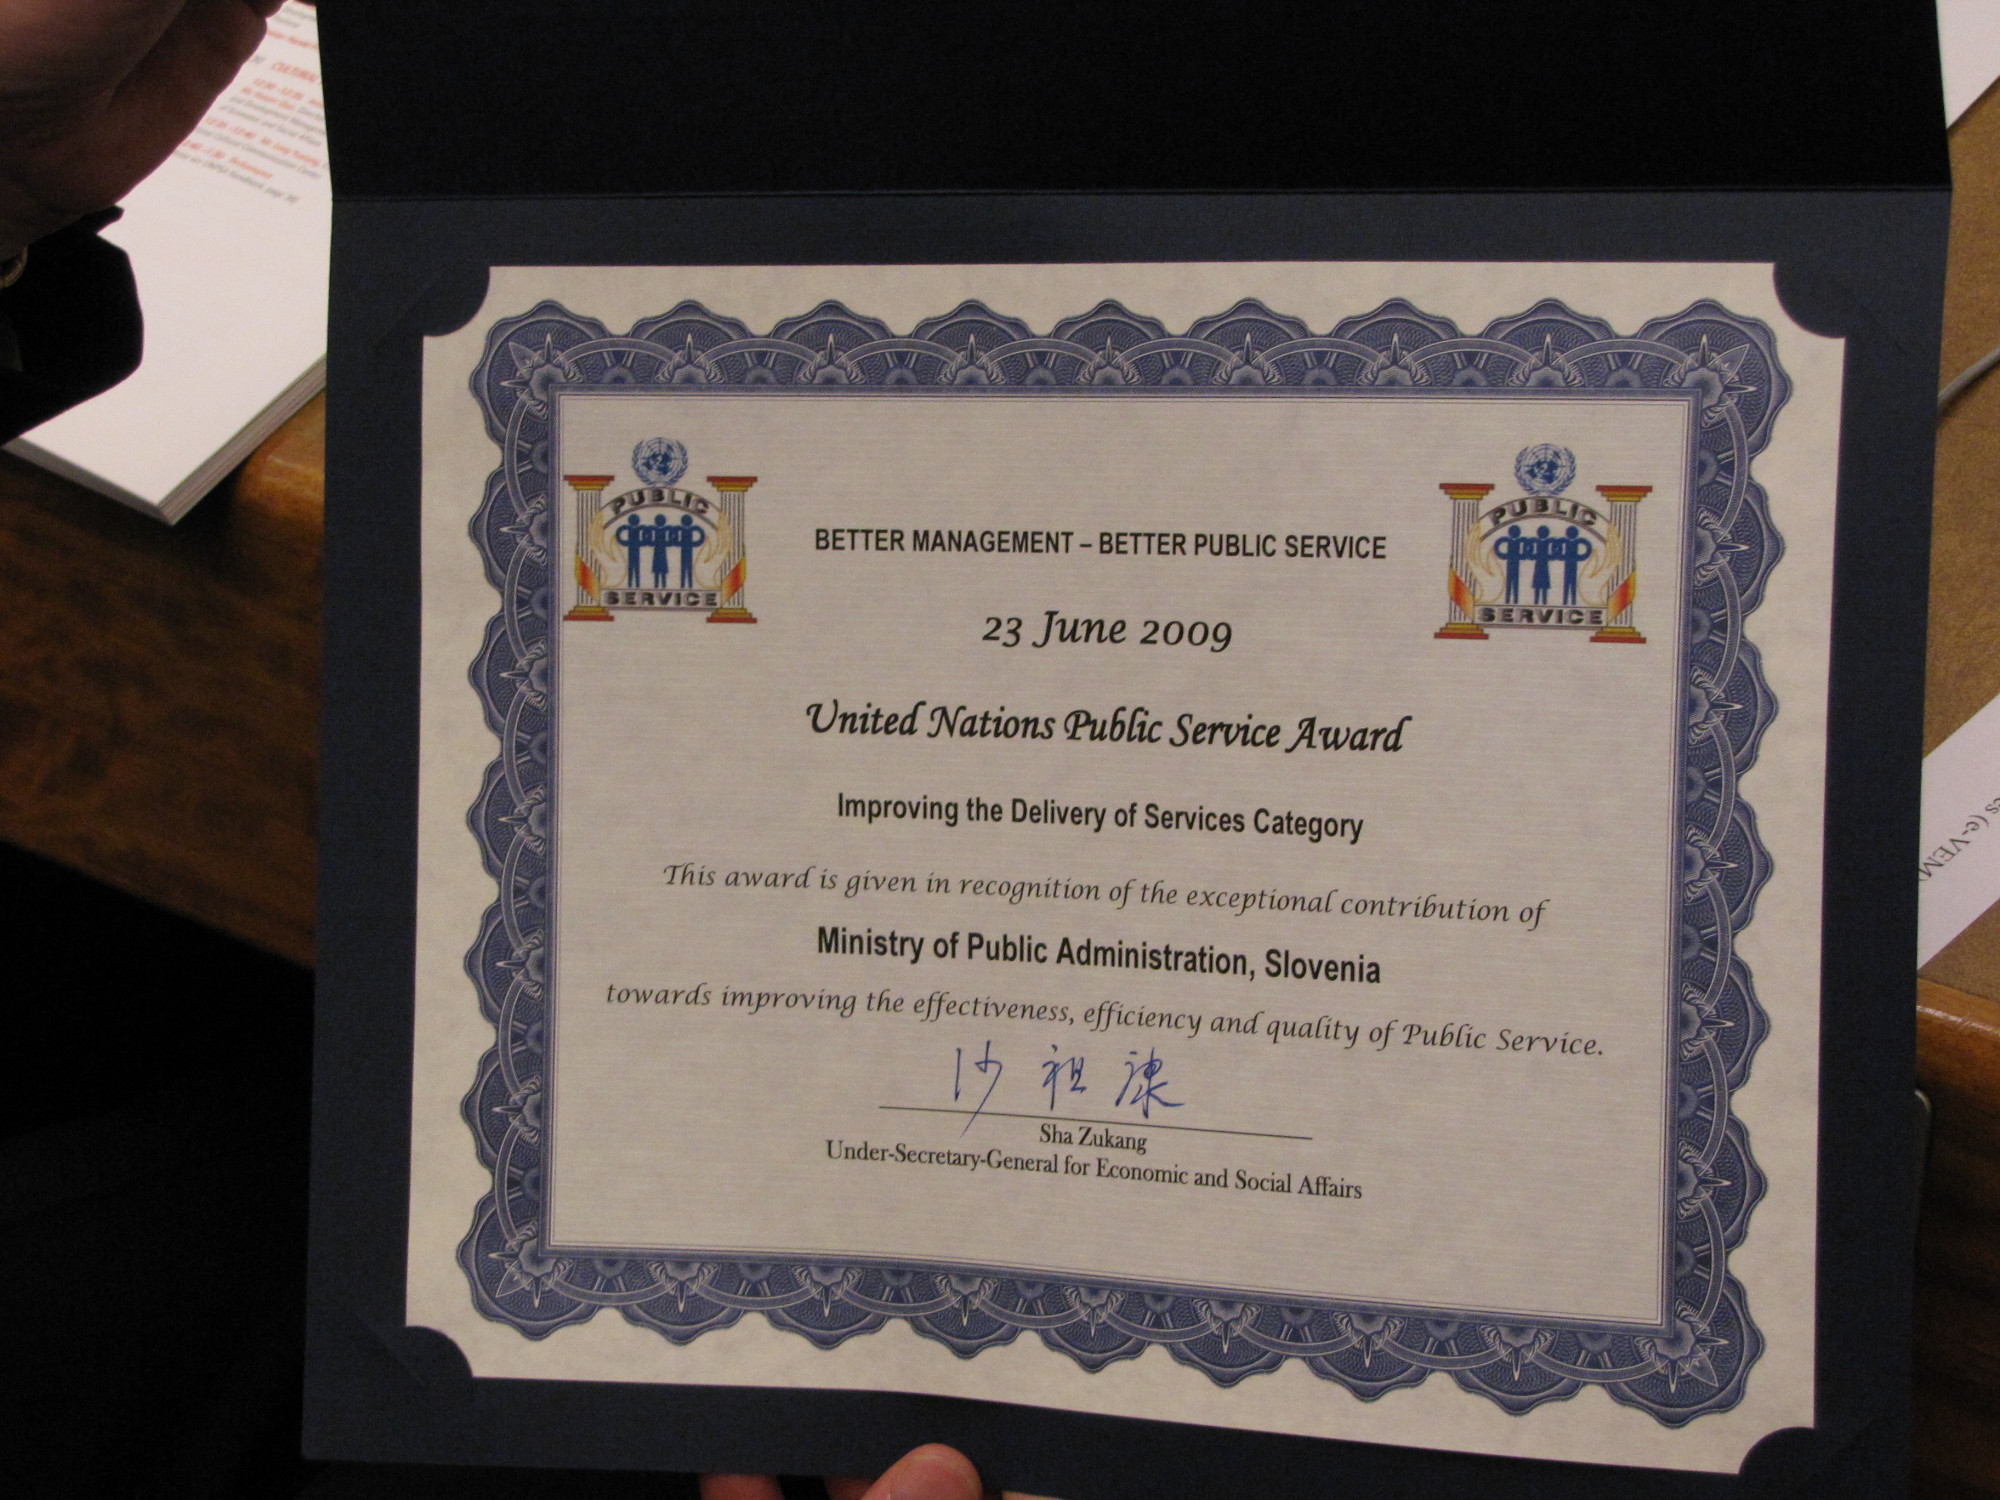 CULTURAL
PUBLIC
SERVICE
PUBLIC
SERVICE
BETTER MANAGEMENT – BETTER PUBLIC SERVICE
23 June 2009
United Nations Public Service Award
Improving the Delivery of Services Category
This award is given in recognition of the exceptional contribution of
Ministry of Public Administration, Slovenia
towards improving the effectiveness, efficiency and quality of Public Service.
沙祖康
Sha Zukang
Under-Secretary-General for Economic and Social Affairs